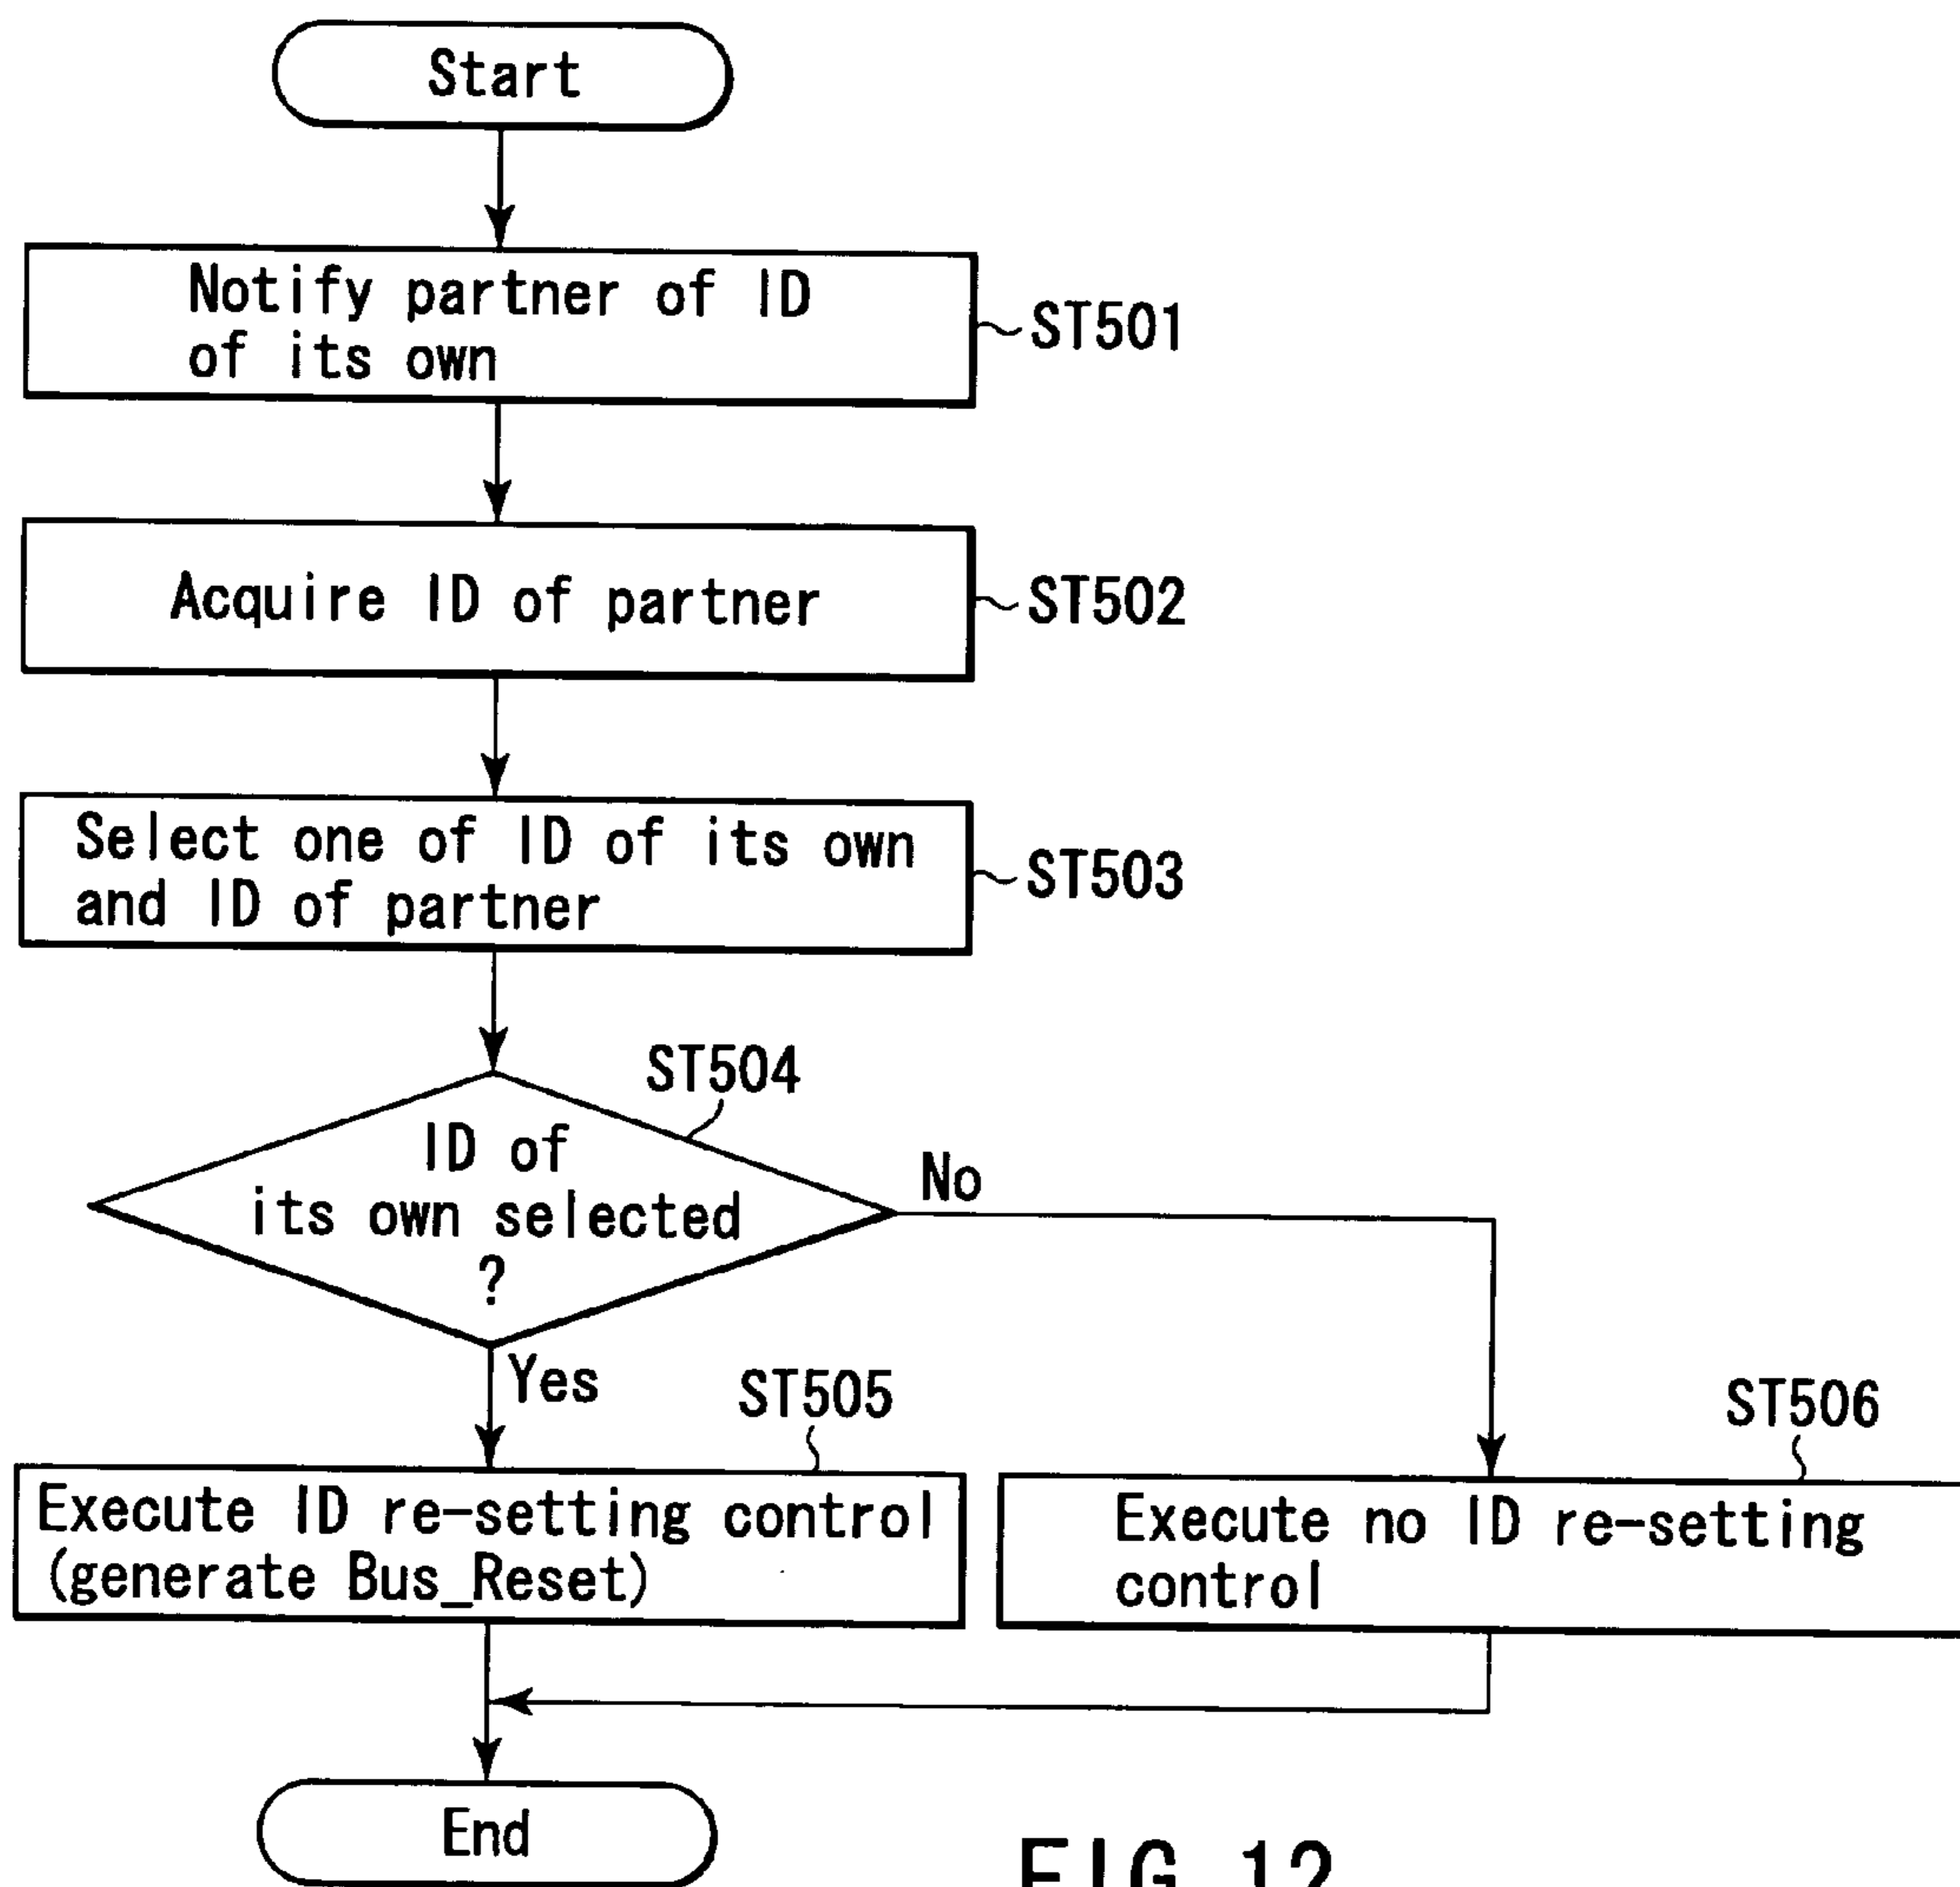 Start
Notify partner of ID
of its own
ST501
Acquire ID of partner
ST502
Select one of ID of its own
and ID of partner
ST503
ST504
ID of
its own selected
?
No
Yes
ST505
Execute ID re-setting control
(generate Bus_Reset)
ST506
Execute no ID re-setting
control
End
FIG. 12